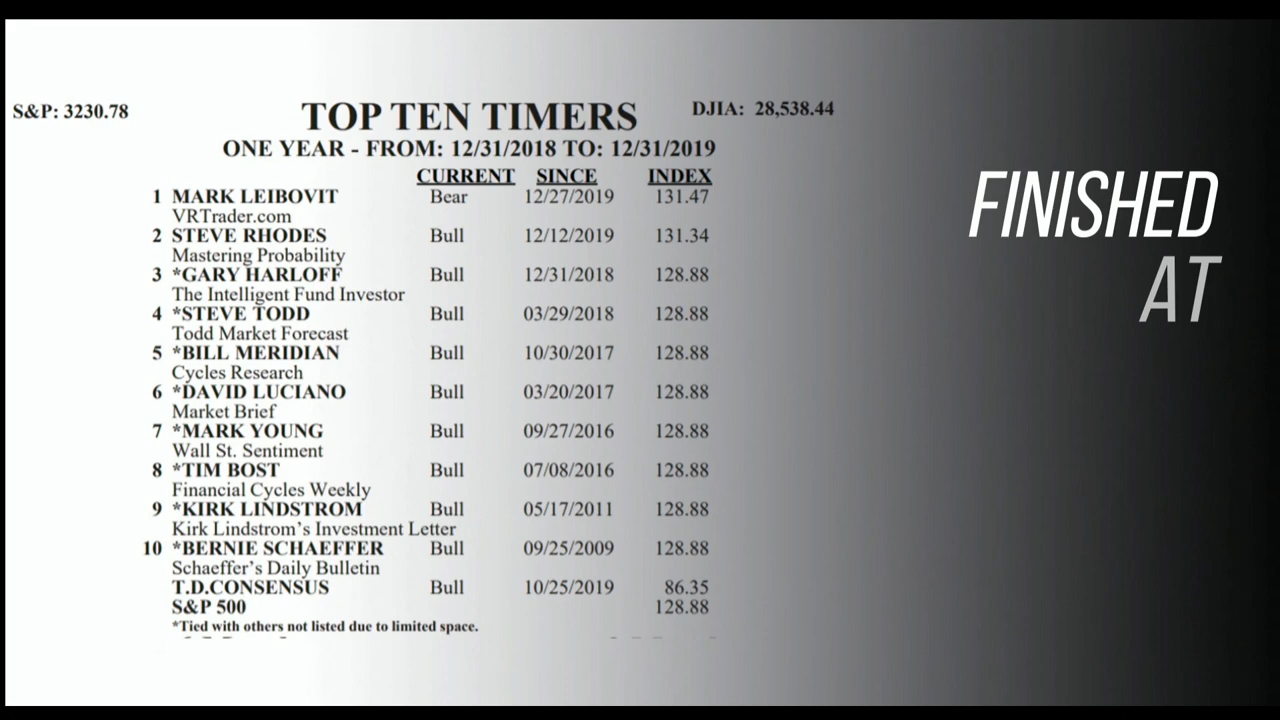 S&P: 3230.78 TOP TEN TIMERS DJIA: 28,538.44
ONE YEAR - FROM: 12/31/2018 TO: 12/31/2019
CURRENT SINCE INDEX
1 MARK LEIBOVIT Bear 12/27/2019 131.47
VRTrader.com
2 STEVE RHODES Bull 12/12/2019 131.34
Mastering Probability
3 *GARY HARLOFF Bull 12/31/2018 128.88
The Intelligent Fund Investor
4 *STEVE TODD Bull 03/29/2018 128.88
Todd Market Forecast
5 *BILL MERIDIAN Bull 10/30/2017 128.88
Cycles Research
6 *DAVID LUCIANO Bull 03/20/2017 128.88
Market Brief
7 *MARK YOUNG Bull 09/27/2016 128.88
Wall St. Sentiment
8 *TIM BOST Bull 07/08/2016 128.88
Financial Cycles Weekly
9 *KIRK LINDSTROM Bull 05/17/2011 128.88
Kirk Lindstrom's Investment Letter
10 *BERNIE SCHAEFFER Bull 09/25/2009 128.88
Schaeffer's Daily Bulletin
T.D.CONSENSUS Bull 10/25/2019 86.35
S&P 500 128.88
*Tied with others not listed due to limited space.
FINISHED
AT